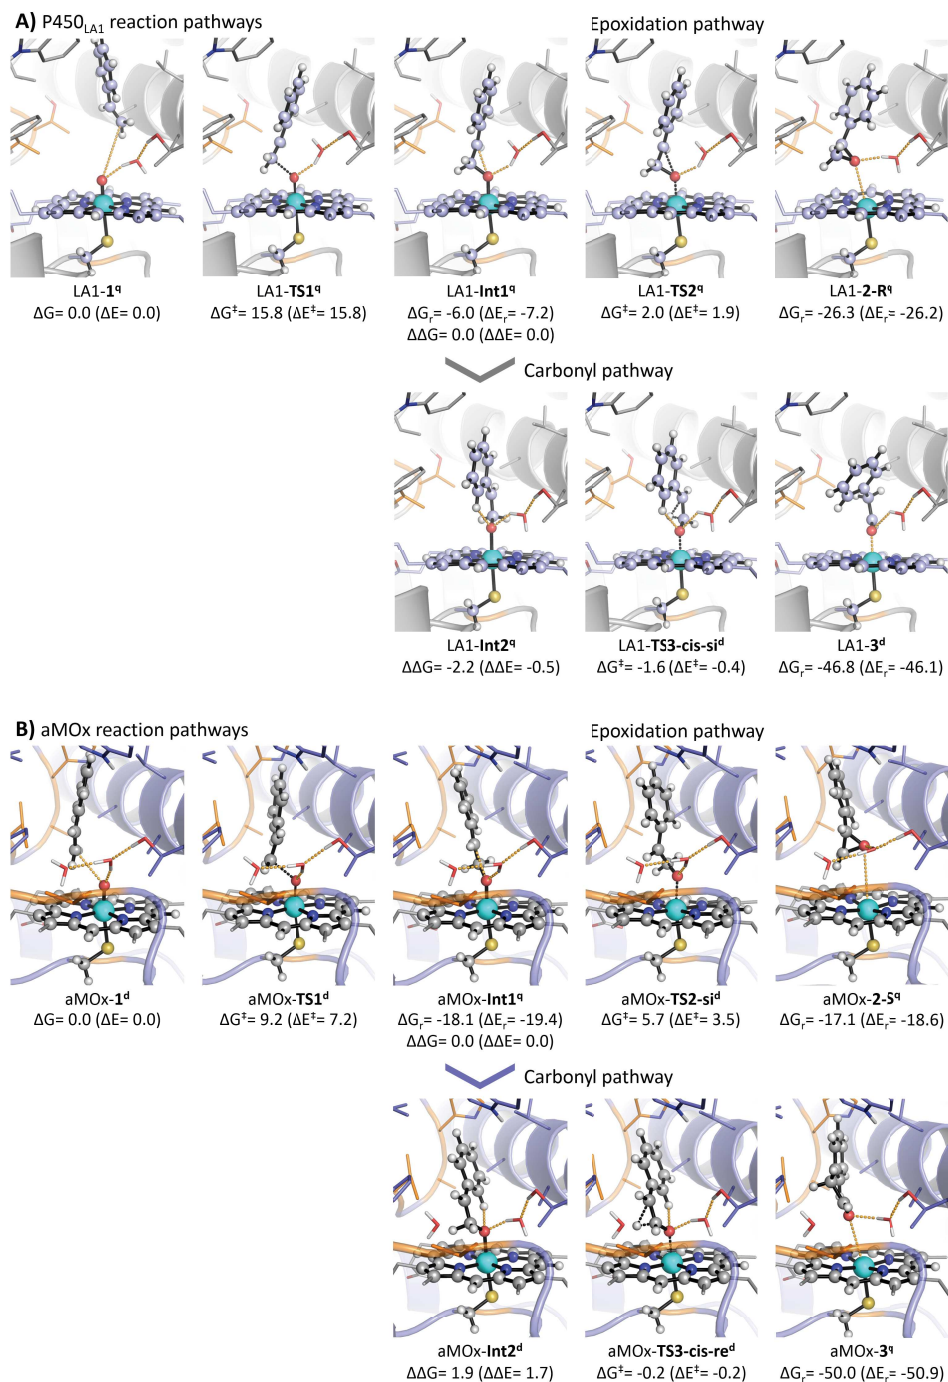 A) P450LA1 reaction pathways
Epoxidation pathway
LA1-1q
ΔG= 0.0 (ΔE= 0.0)
LA1-TS1q
ΔG‡= 15.8 (ΔE‡= 15.8)
LA1-Int1q
ΔGr= -6.0 (ΔEr= -7.2)
ΔΔG= 0.0 (ΔΔE= 0.0)
LA1-TS2q
ΔG‡= 2.0 (ΔE‡= 1.9)
LA1-2-Rq
ΔGr= -26.3 (ΔEr= -26.2)
Carbonyl pathway
LA1-Int2q
ΔΔG= -2.2 (ΔΔE= -0.5)
LA1-TS3-cis-sid
ΔG‡= -1.6 (ΔE‡= -0.4)
LA1-3d
ΔGr= -46.8 (ΔEr= -46.1)
B) aMOx reaction pathways
Epoxidation pathway
aMOx-1d
ΔG= 0.0 (ΔE= 0.0)
aMOx-TS1d
ΔG‡= 9.2 (ΔE‡= 7.2)
aMOx-Int1q
ΔGr= -18.1 (ΔEr= -19.4)
ΔΔG= 0.0 (ΔΔE= 0.0)
aMOx-TS2-sid
ΔG‡= 5.7 (ΔE‡= 3.5)
aMOx-2-Sq
ΔGr= -17.1 (ΔEr= -18.6)
Carbonyl pathway
aMOx-Int2d
ΔΔG= 1.9 (ΔΔE= 1.7)
aMOx-TS3-cis-red
ΔG‡= -0.2 (ΔE‡= -0.2)
aMOx-3q
ΔGr= -50.0 (ΔEr= -50.9)